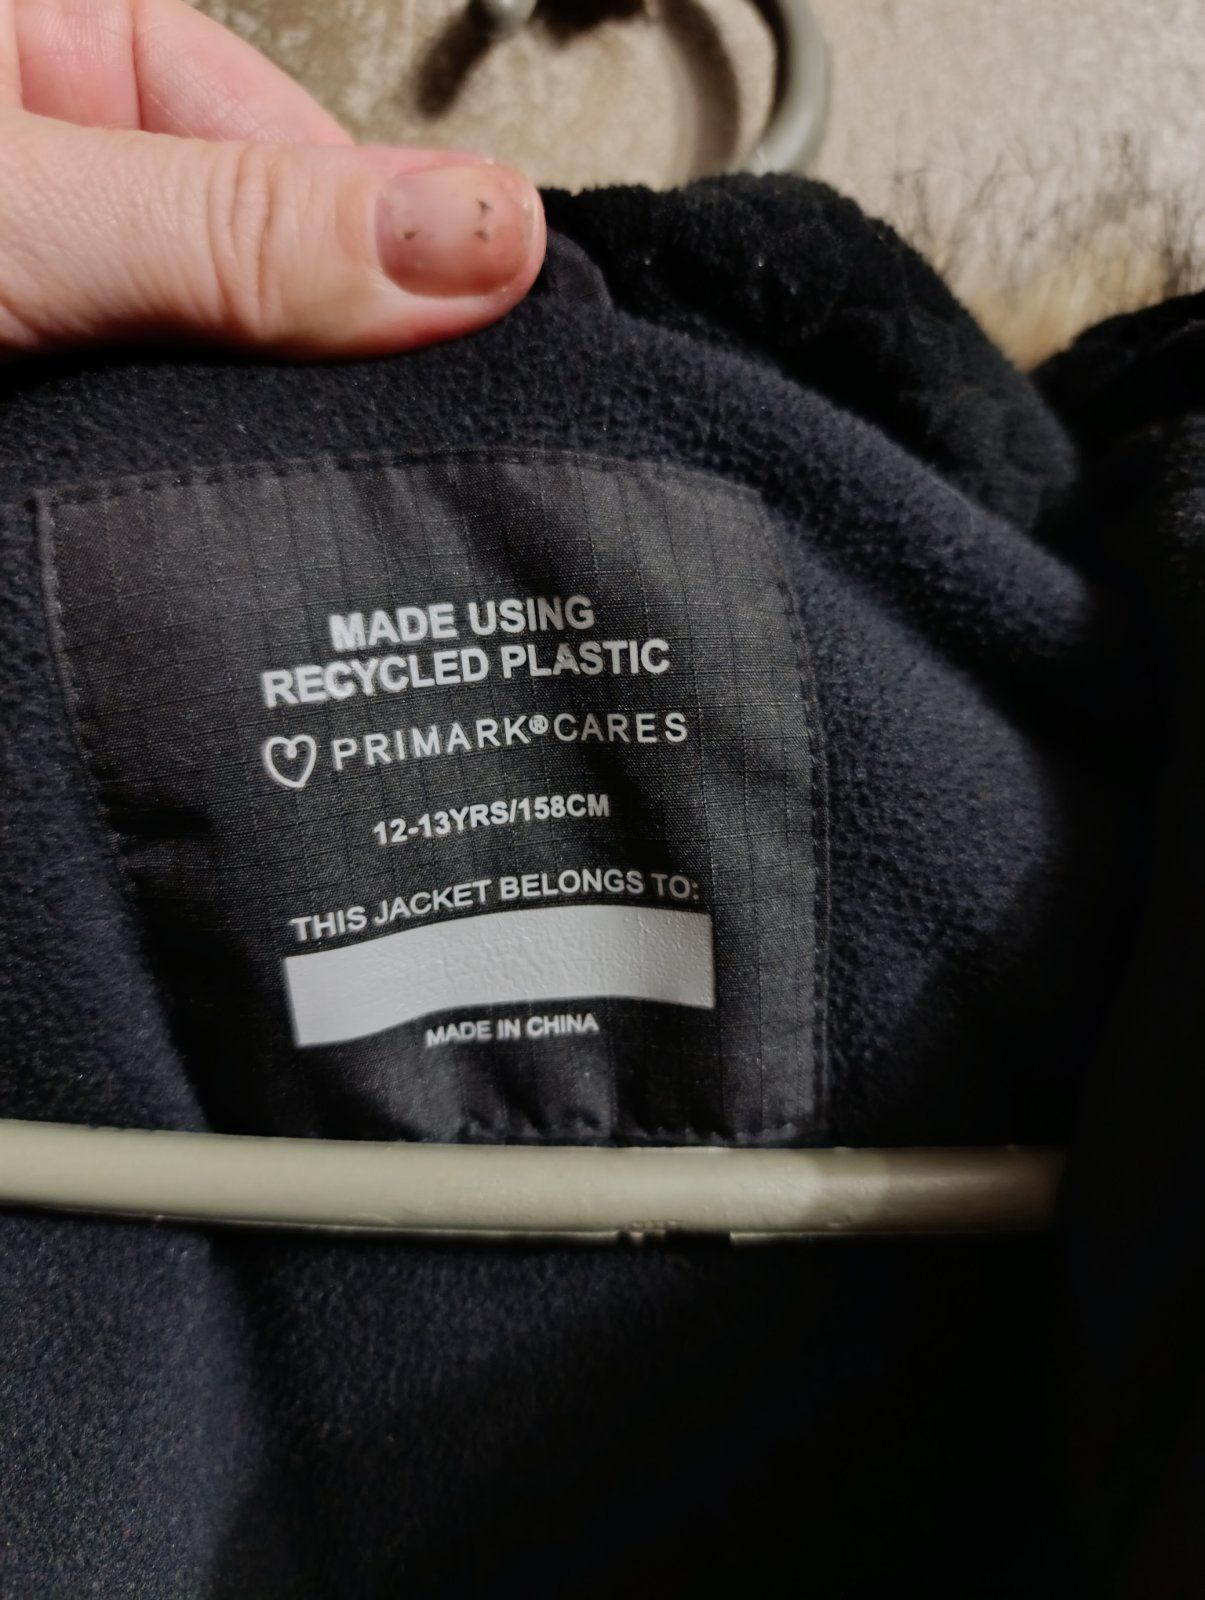 MADE USING
RECYCLED PLASTIC
PRIMARK®CARES
12-13YRS/158CM
THIS JACKET BELONGS TO:
MADE IN CHINA